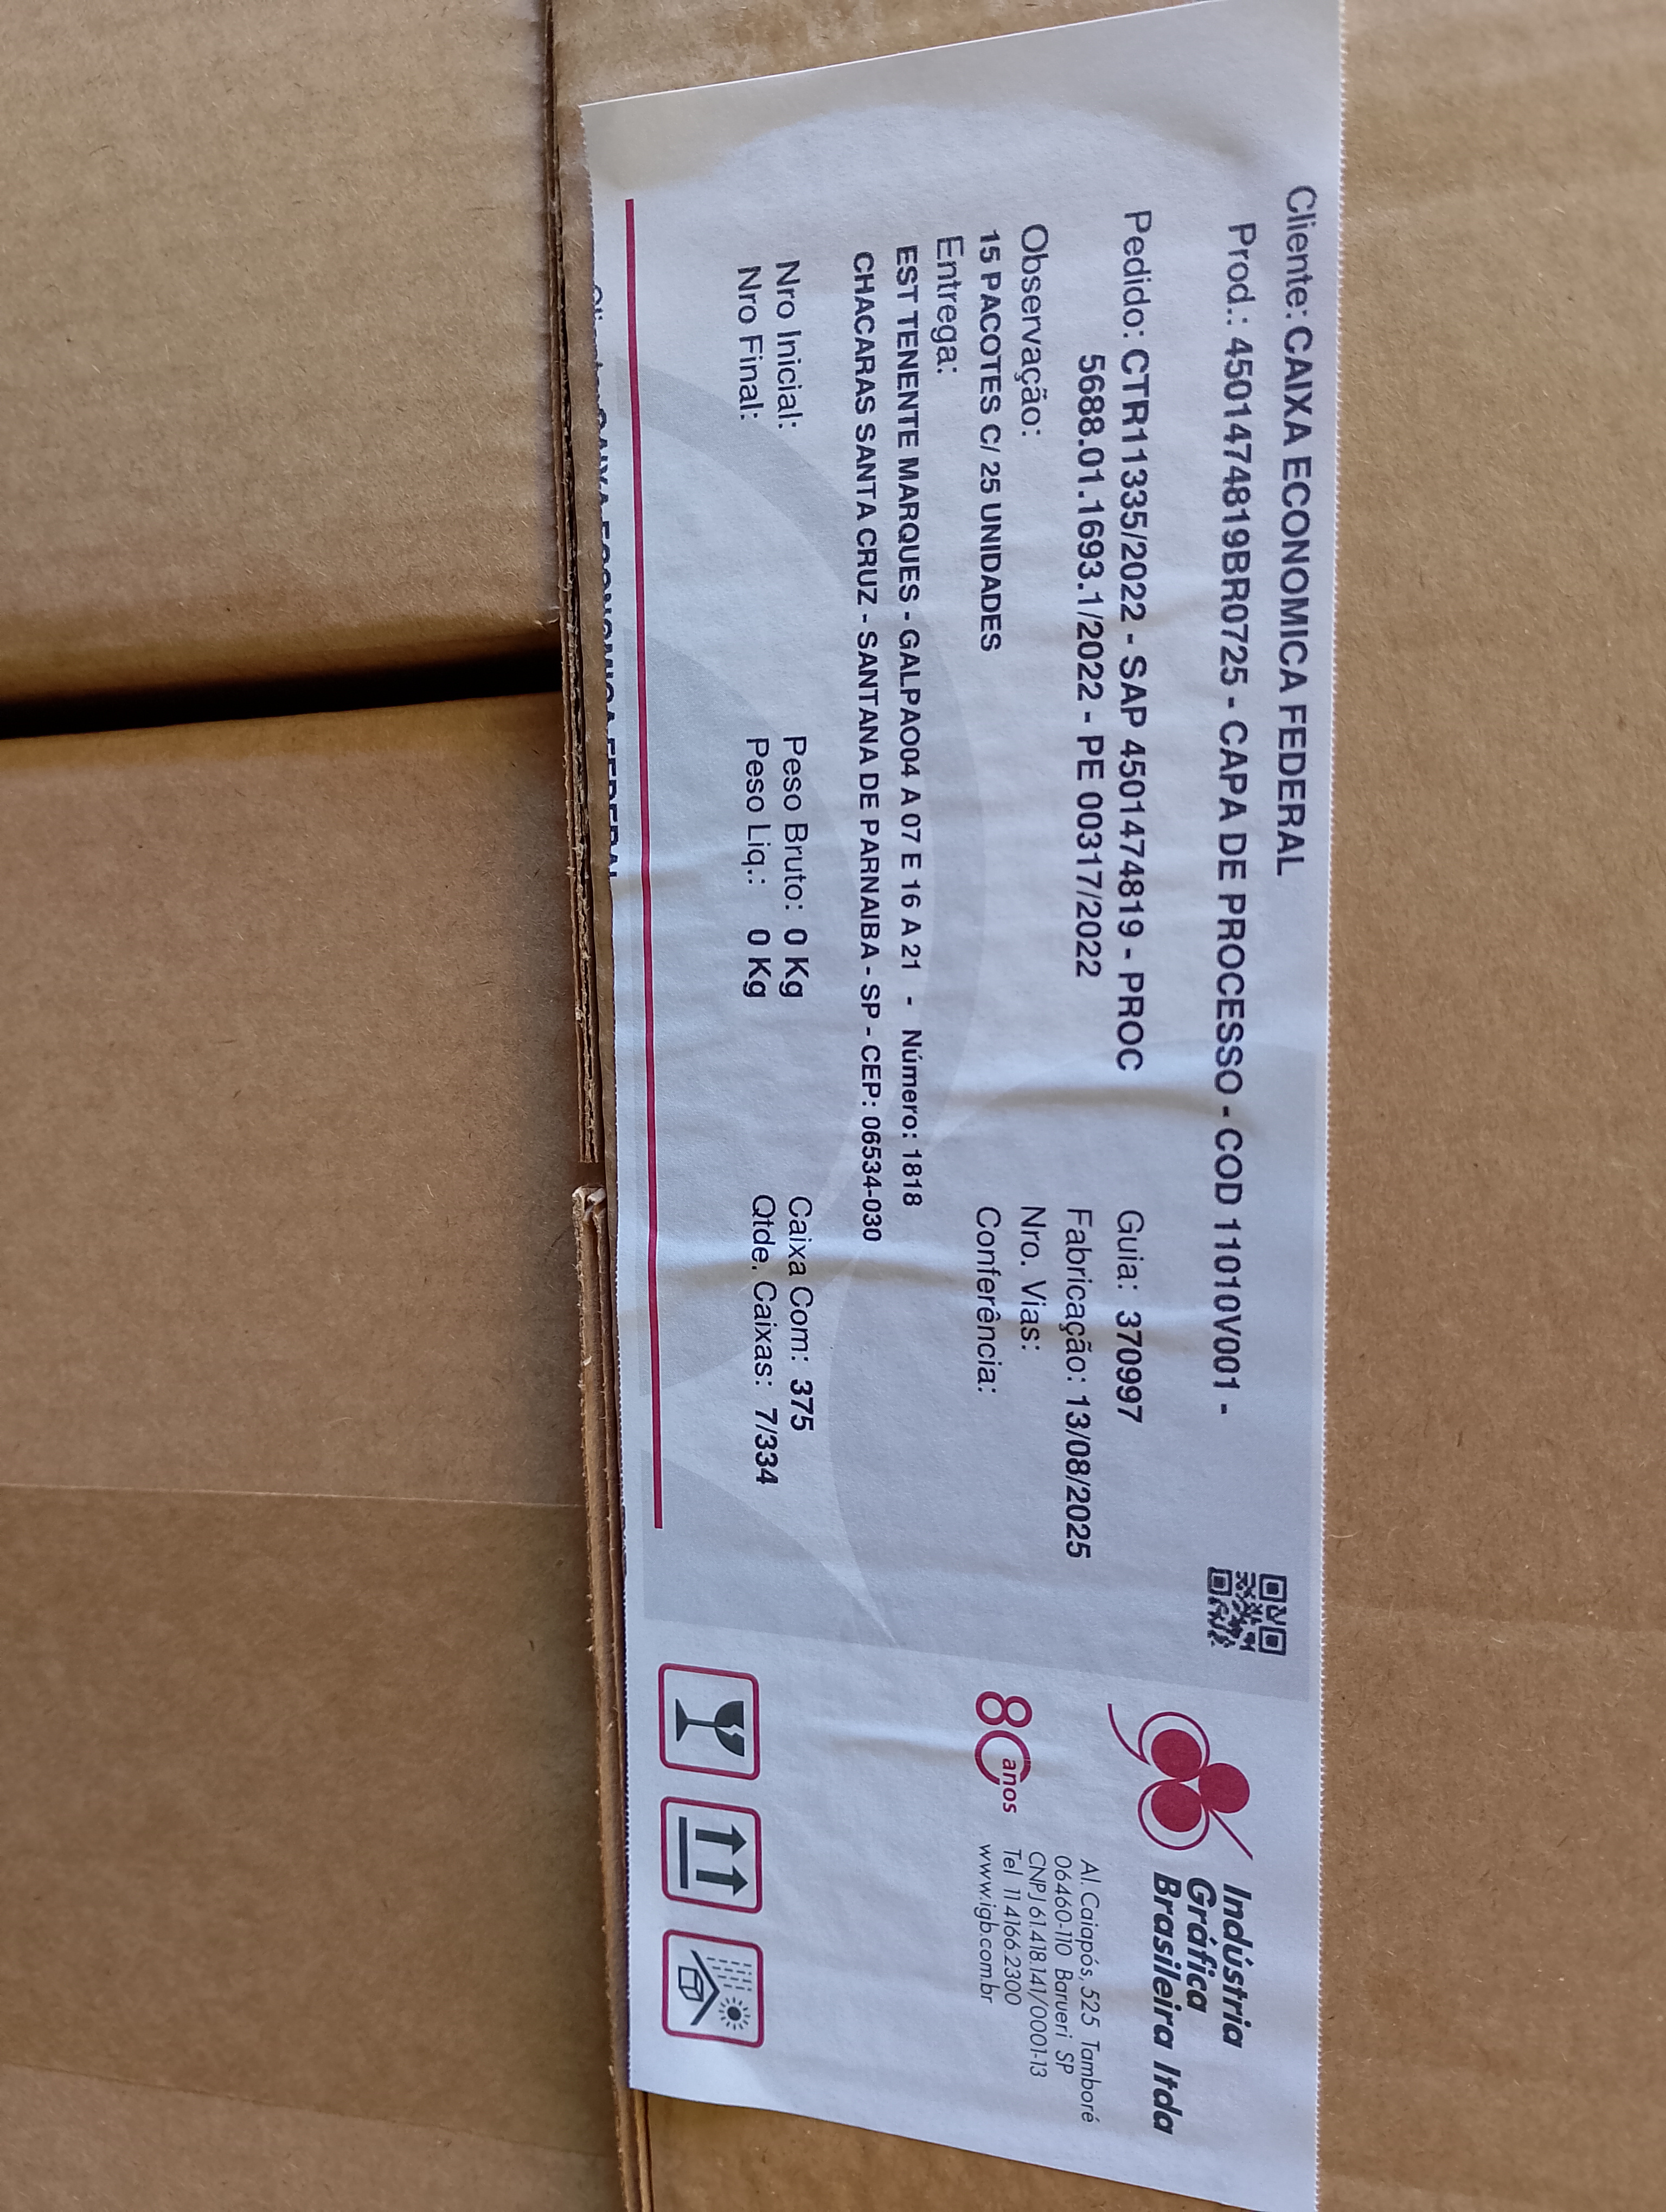 Cliente: CAIXA ECONOMICA FEDERAL
Prod.: 4501474819BR0725 - CAPA DE PROCESSO - COD 11010V001 -
Pedido: CTR11335/2022 - SAP 4501474819 - PROC
5688.01.1693.1/2022 - PE 00317/2022
Guia: 370997
Fabricação: 13/08/2025
Nro. Vias:
Conferência:
Observação:
15 PACOTES C/ 25 UNIDADES
Entrega:
EST TENENTE MARQUES - GALPAO04 A 07 E 16 A 21 - Número: 1818
CHACARAS SANTA CRUZ - SANTANA DE PARNAIBA - SP - CEP: 06534-030
Nro Inicial:
Nro Final:
Peso Bruto: 0 Kg
Peso Liq.: 0 Kg
Caixa Com: 375
Qtde. Caixas: 7/334
Indústria
Gráfica
Brasileira ltda
80 anos
Al. Caiapós, 525 Tamboré
06460-110 Barueri SP
CNPJ 61.418.141/0001-13
Tel 11 4166.2300
www.igb.com.br
CAIXA ECONOMICA FEDERAL